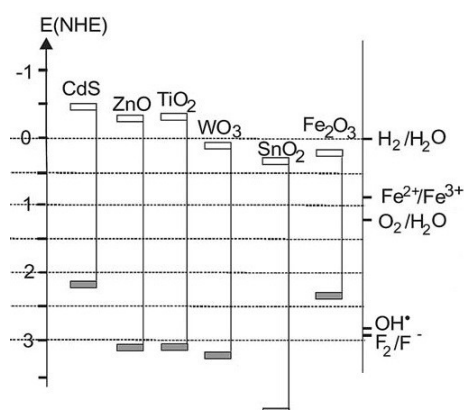 E(NHE)
-1
0
1
2
3
CdS
ZnO
TiO₂
WO₃
SnO₂
Fe₂O₃
H₂/H₂O
Fe²⁺/Fe³⁺
O₂/H₂O
OH•
F₂/F⁻